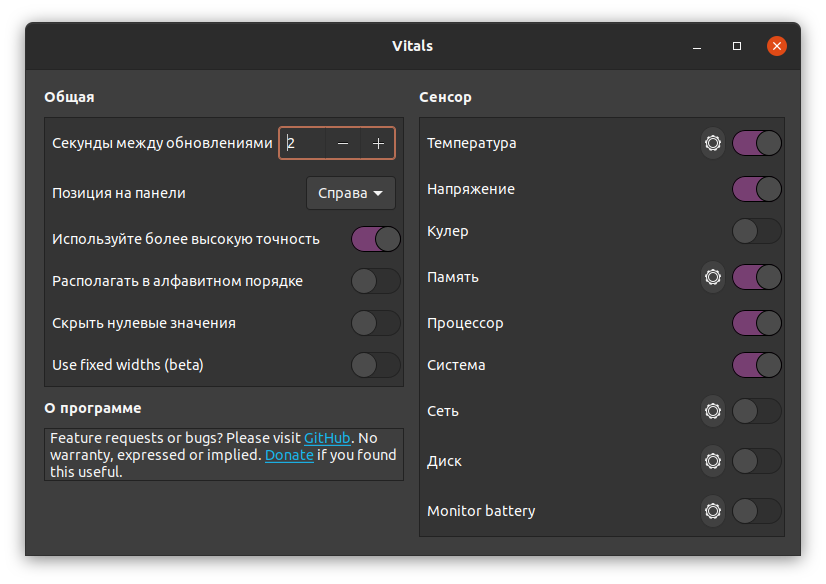 Vitals
Общая
Секунды между обновлениями 2
Позиция на панели Справа
Используйте более высокую точность
Располагать в алфавитном порядке
Скрыть нулевые значения
Use fixed widths (beta)
О программе
Feature requests or bugs? Please visit GitHub. No
warranty, expressed or implied. Donate if you found
this useful.
Сенсор
Температура
Напряжение
Кулер
Память
Процессор
Система
Сеть
Диск
Monitor battery